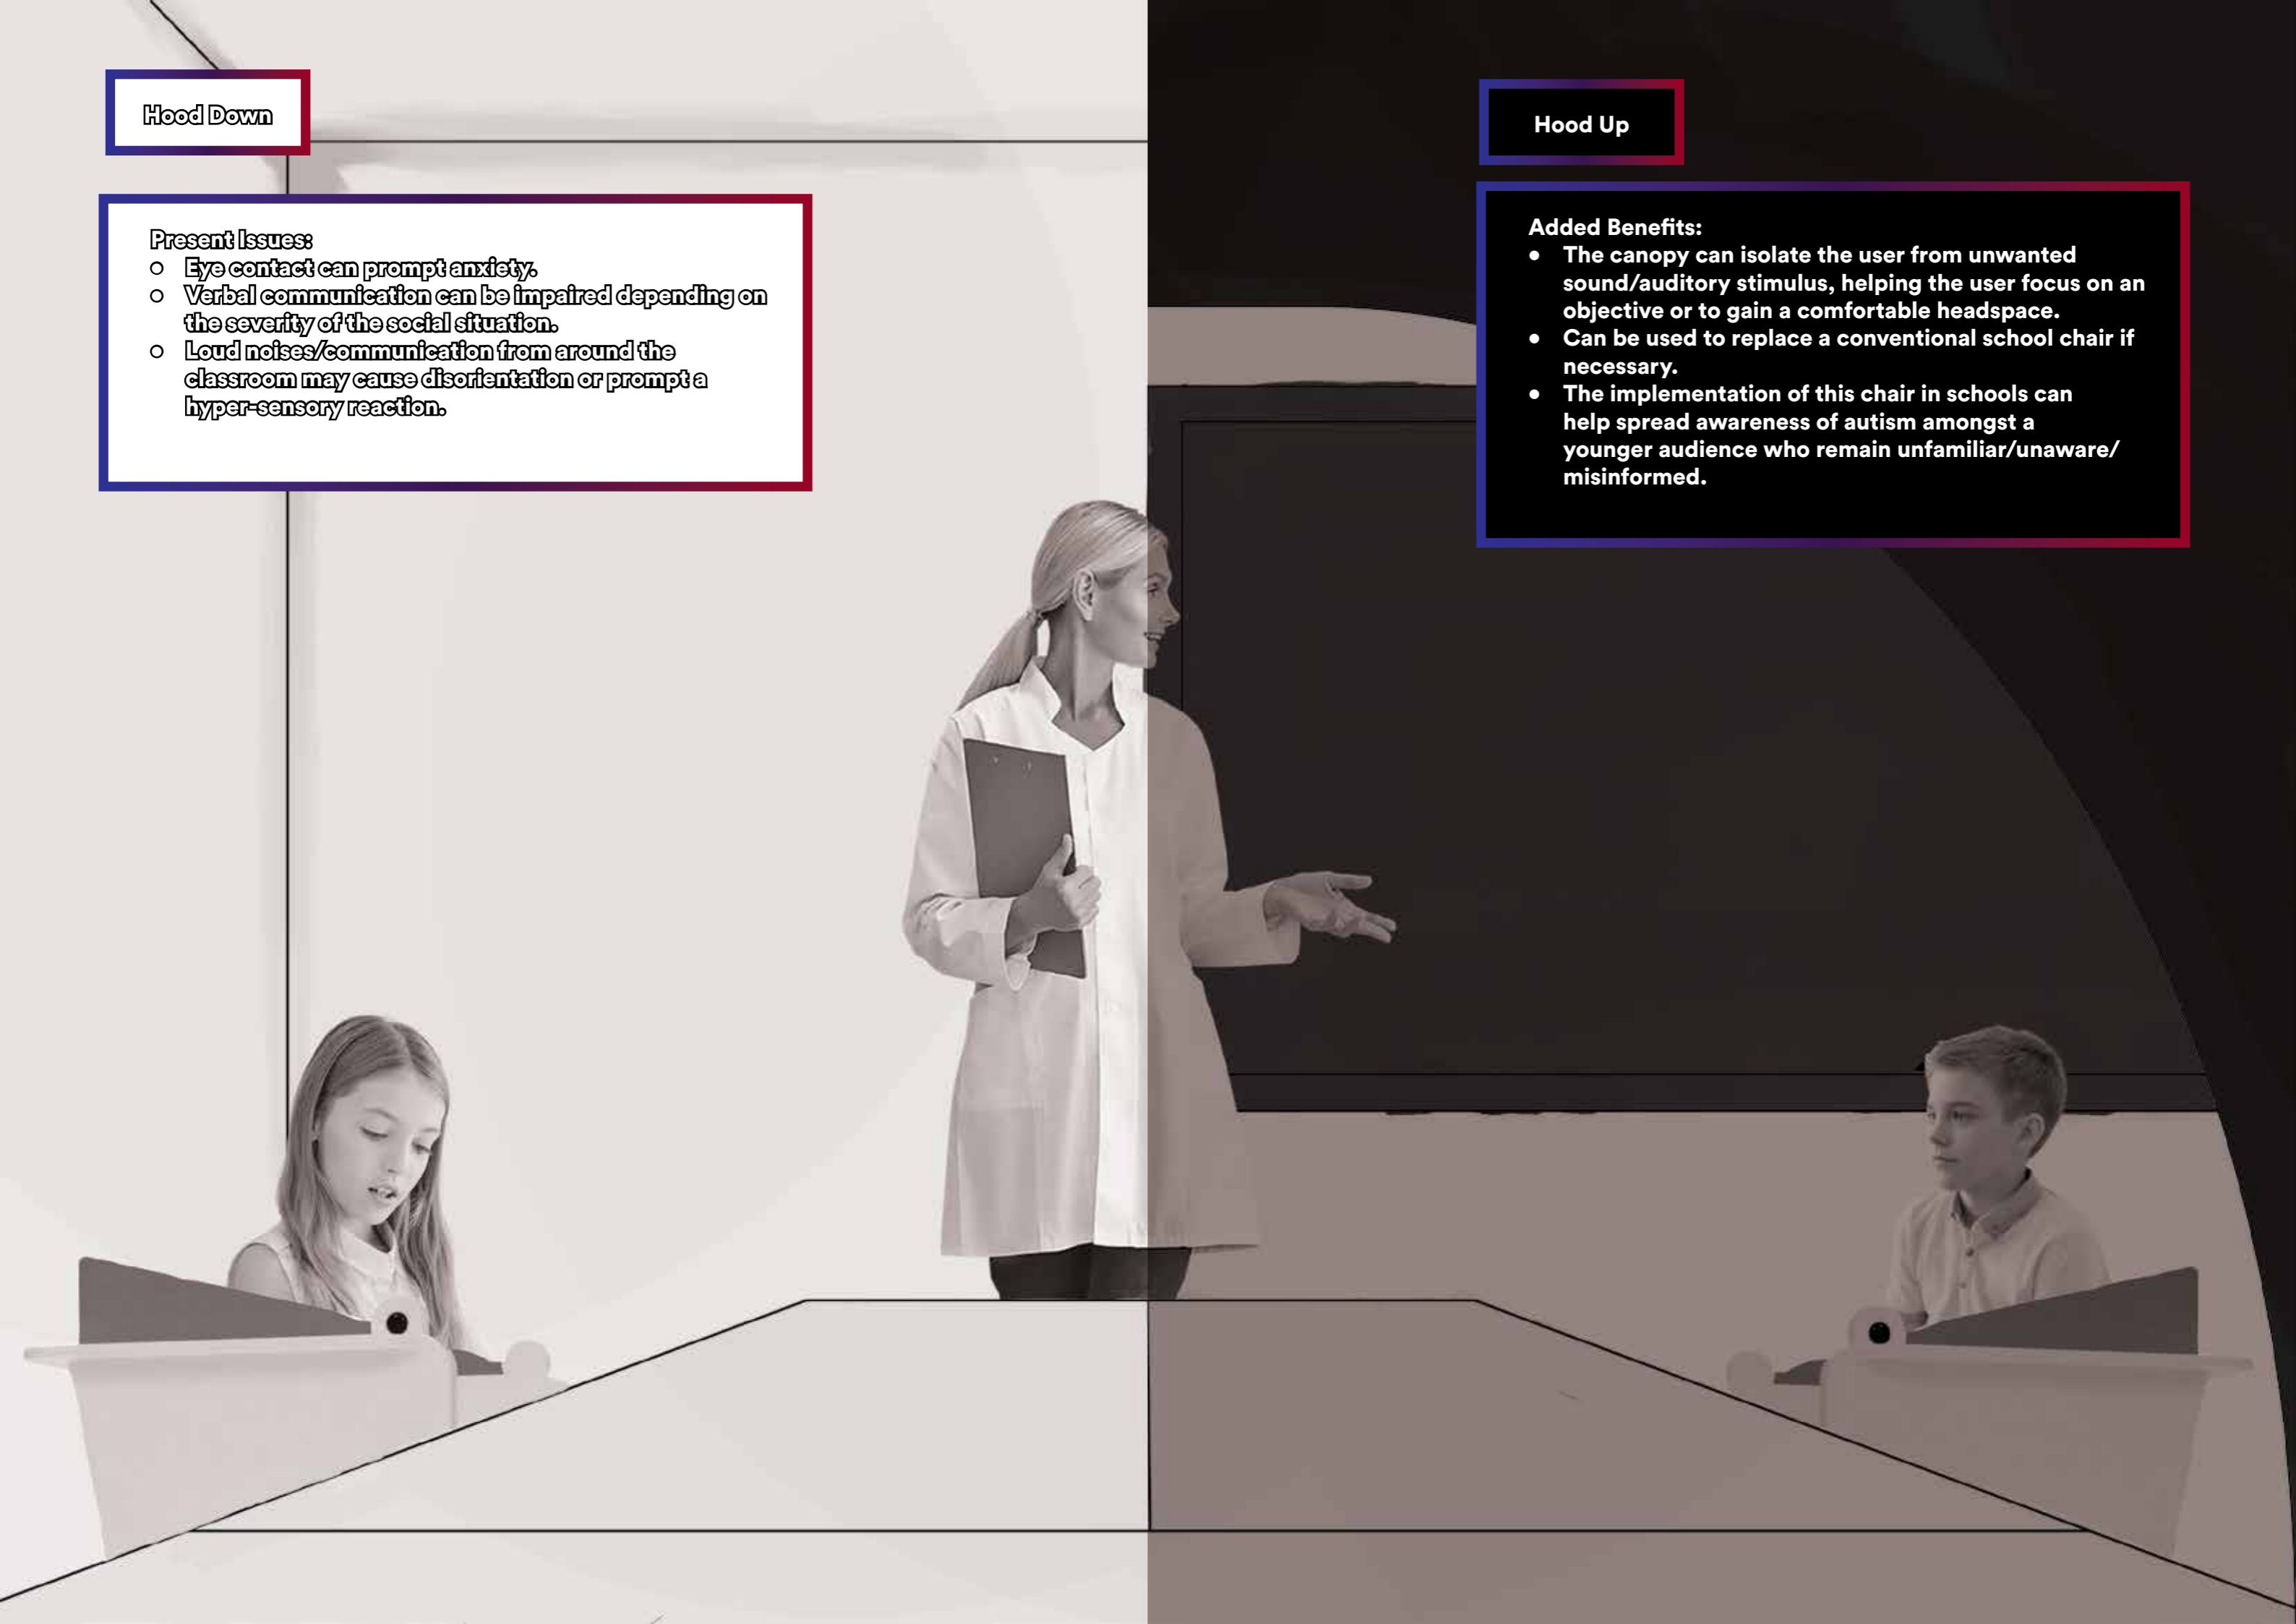 Hood Down
Present Issues:
○ Eye contact can prompt anxiety.
○ Verbal communication can be impaired depending on
the severity of the social situation.
○ Loud noises/communication from around the
classroom may cause disorientation or prompt a
hyper-sensory reaction.
Hood Up
Added Benefits:
• The canopy can isolate the user from unwanted
sound/auditory stimulus, helping the user focus on an
objective or to gain a comfortable headspace.
• Can be used to replace a conventional school chair if
necessary.
• The implementation of this chair in schools can
help spread awareness of autism amongst a
younger audience who remain unfamiliar/unaware/
misinformed.